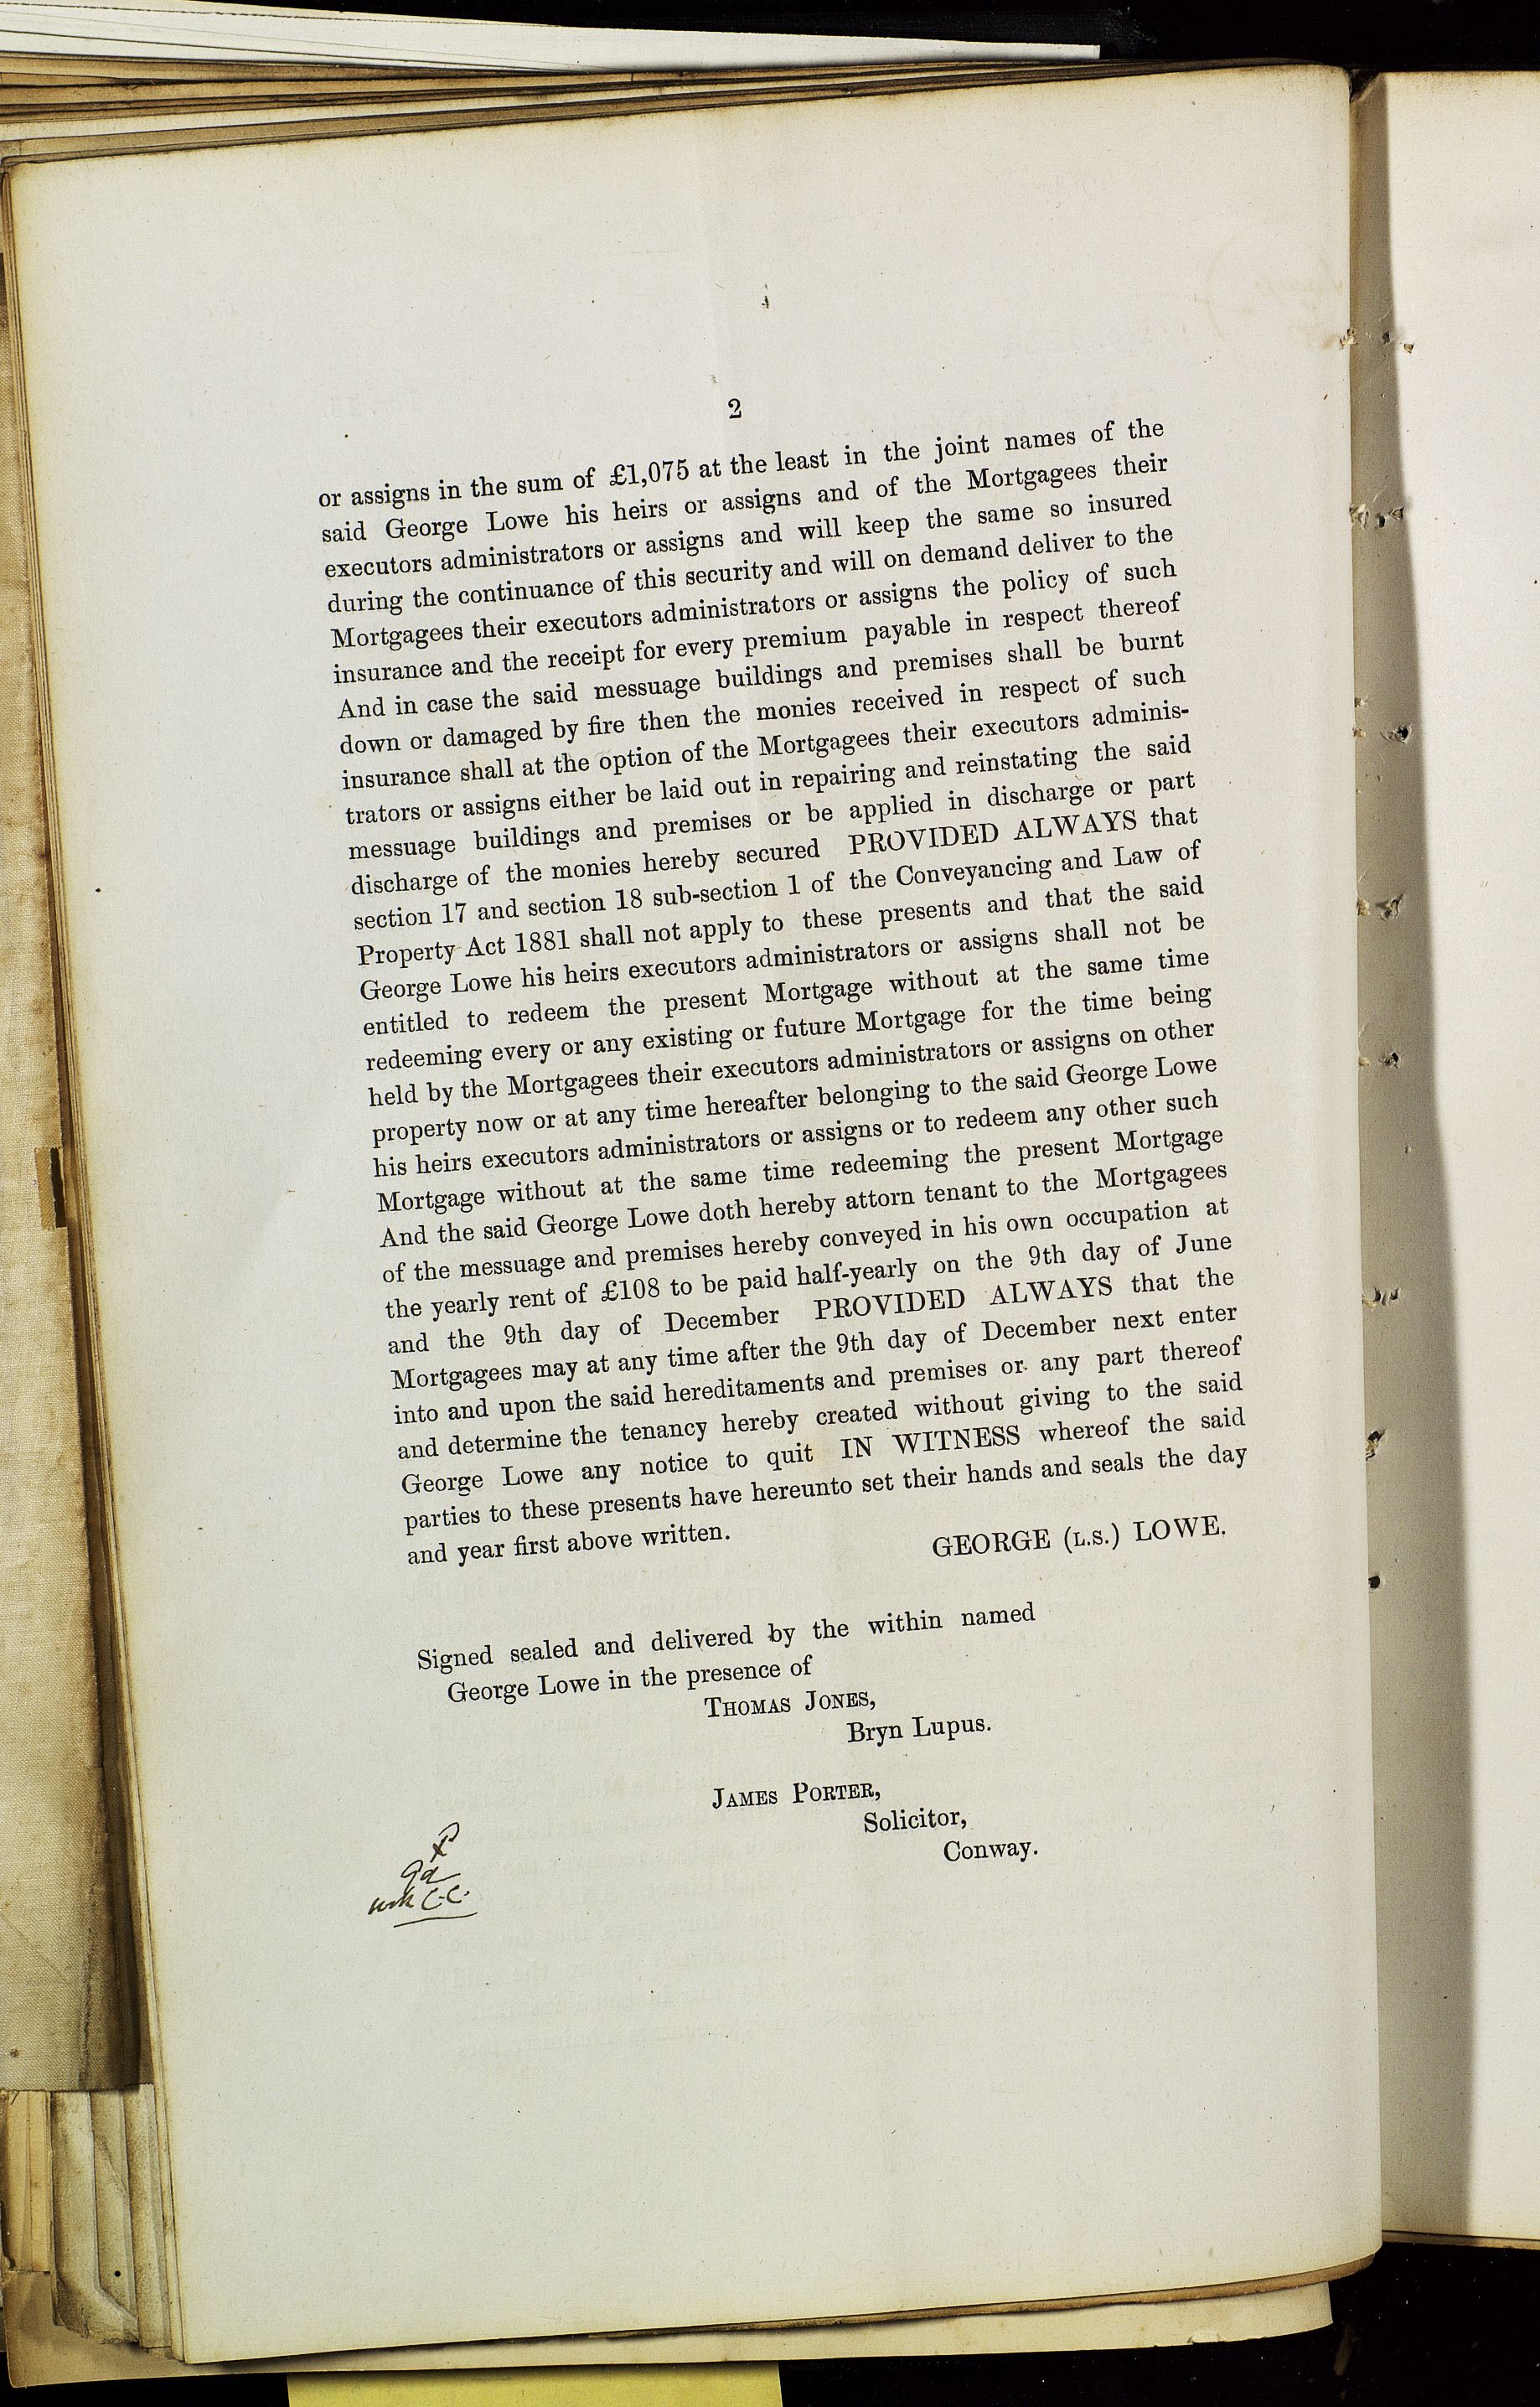 2
or assigns in the sum of £1,075 at the least in the joint names of the
said George Lowe his heirs or assigns and of the Mortgagees their
executors administrators or assigns and will keep the same so insured
during the continuance of this security and will on demand deliver to the
Mortgagees their executors administrators or assigns the policy of such
insurance and the receipt for every premium payable in respect thereof
And in case the said messuage buildings and premises shall be burnt
down or damaged by fire then the monies received in respect of such
insurance shall at the option of the Mortgagees their executors adminis-
trators or assigns either be laid out in repairing and reinstating the said
messuage buildings and premises or be applied in discharge or part
discharge of the monies hereby secured PROVIDED ALWAYS that
section 17 and section 18 sub-section 1 of the Conveyancing and Law of
Property Act 1881 shall not apply to these presents and that the said
George Lowe his heirs executors administrators or assigns shall not be
entitled to redeem the present Mortgage without at the same time
redeeming every or any existing or future Mortgage for the time being
held by the Mortgagees their executors administrators or assigns on other
property now or at any time hereafter belonging to the said George Lowe
his heirs executors administrators or assigns or to redeem any other such
Mortgage without at the same time redeeming the present Mortgage
And the said George Lowe doth hereby attorn tenant to the Mortgagees
of the messuage and premises hereby conveyed in his own occupation at
the yearly rent of £108 to be paid half-yearly on the 9th day of June
and the 9th day of December PROVIDED ALWAYS that the
Mortgagees may at any time after the 9th day of December next enter
into and upon the said hereditaments and premises or any part thereof
and determine the tenancy hereby created without giving to the said
George Lowe any notice to quit IN WITNESS whereof the said
parties to these presents have hereunto set their hands and seals the day
and year first above written.
GEORGE (L.S.) LOWE.
Signed sealed and delivered by the within named
George Lowe in the presence of
THOMAS JONES,
Bryn Lupus.
JAMES PORTER,
Solicitor,
Conway.
C.C.